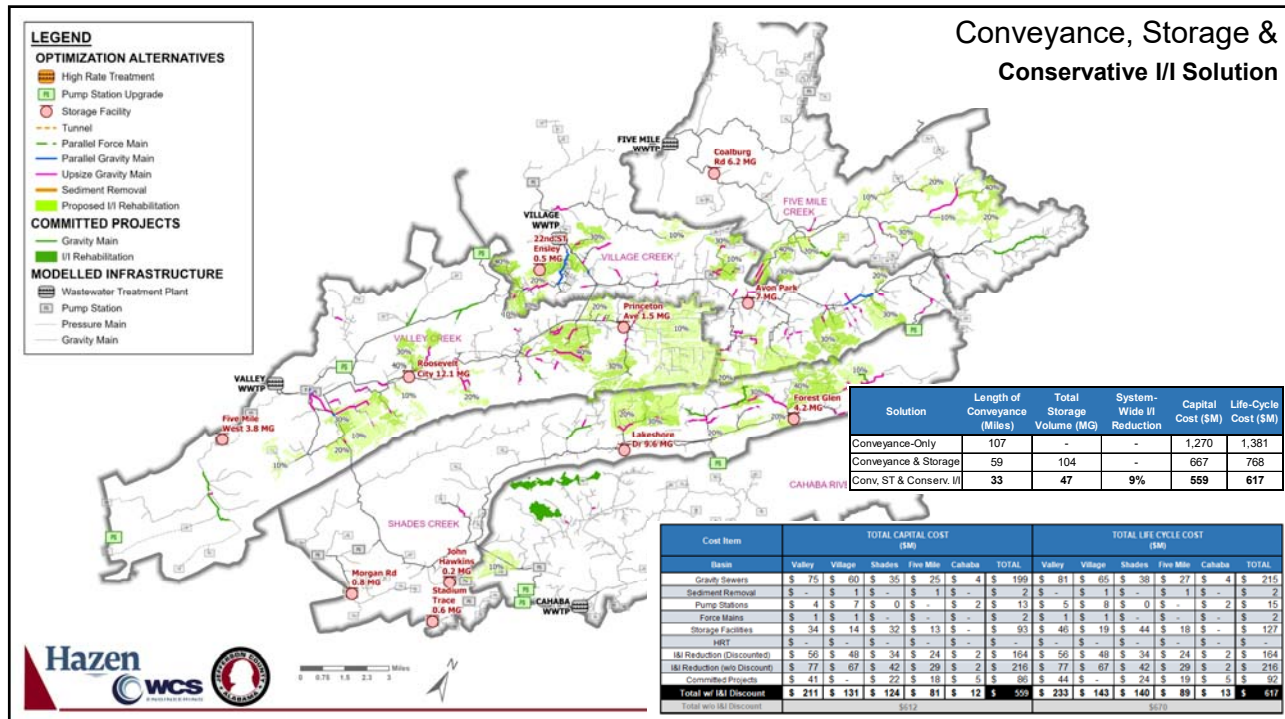 Conveyance, Storage &
Conservative I/I Solution
LEGEND
OPTIMIZATION ALTERNATIVES
High Rate Treatment
Pump Station Upgrade
Storage Facility
Tunnel
Parallel Force Main
Parallel Gravity Main
Upsize Gravity Main
Sediment Removal
Proposed I/I Rehabilitation
COMMITTED PROJECTS
Gravity Main
I/I Rehabilitation
MODELLED INFRASTRUCTURE
Wastewater Treatment Plant
Pump Station
Pressure Main
Gravity Main
FIVE MILE
WWTP
Coalburg
Rd 6.2 MG
FIVE MILE
CREEK
VILLAGE
WWTP
22nd ST
Ensley
0.5 MG
VILLAGE CREEK
Avon Park
7 MG
Princeton
Ave 1.5 MG
VALLEY CREEK
Roosevelt
City 12.1 MG
VALLEY
WWTP
Five Mile
West 3.8 MG
Forest Glen
4.2 MG
Lakeshore
Dr 9.6 MG
CAHABA RIV
SHADES CREEK
John
Hawkins
0.2 MG
Morgan Rd
0.8 MG
Stadium
Trace
0.6 MG
CAHABA
WWTP
Solution Length of Conveyance (Miles) Total Storage Volume (MG) System-Wide I/I Reduction Capital Cost ($M) Life-Cycle Cost ($M)
Conveyance-Only 107 - - 1,270 1,381
Conveyance & Storage 59 104 - 667 768
Conv, ST & Conserv. I/I 33 47 9% 559 617
Cost Item TOTAL CAPITAL COST ($M) TOTAL LIFE CYCLE COST ($M)
Basin Valley Village Shades Five Mile Cahaba TOTAL Valley Village Shades Five Mile Cahaba TOTAL
Gravity Sewers $ 75 $ 60 $ 35 $ 25 $ 4 $ 199 $ 81 $ 65 $ 38 $ 27 $ 4 $ 215
Sediment Removal $ - $ 1 $ - $ 1 $ - $ 2 $ - $ 1 $ - $ 1 $ - $ 2
Pump Stations $ 4 $ 7 $ 0 $ - $ 2 $ 13 $ 5 $ 8 $ 0 $ - $ 2 $ 15
Force Mains $ 1 $ 1 $ - $ - $ - $ 2 $ 1 $ 1 $ - $ - $ - $ 2
Storage Facilities $ 34 $ 14 $ 32 $ 13 $ - $ 93 $ 46 $ 19 $ 44 $ 18 $ - $ 127
HRT $ - $ - $ - $ - $ - $ - $ - $ - $ - $ - $ - $ -
I&I Reduction (Discounted) $ 56 $ 48 $ 34 $ 24 $ 2 $ 164 $ 56 $ 48 $ 34 $ 24 $ 2 $ 164
I&I Reduction (w/o Discount) $ 77 $ 67 $ 42 $ 29 $ 2 $ 216 $ 77 $ 67 $ 42 $ 29 $ 2 $ 216
Committed Projects $ 41 $ - $ 22 $ 18 $ 5 $ 86 $ 44 $ - $ 24 $ 19 $ 5 $ 92
Total w/ I&I Discount $ 211 $ 131 $ 124 $ 81 $ 12 $ 559 $ 233 $ 143 $ 140 $ 89 $ 13 $ 617
Total w/o I&I Discount $612 $670
Hazen
WCS
ENGINEERING
JEFFERSON COUNTY
ALABAMA
Miles
0 0.75 1.5 2.3 3
N